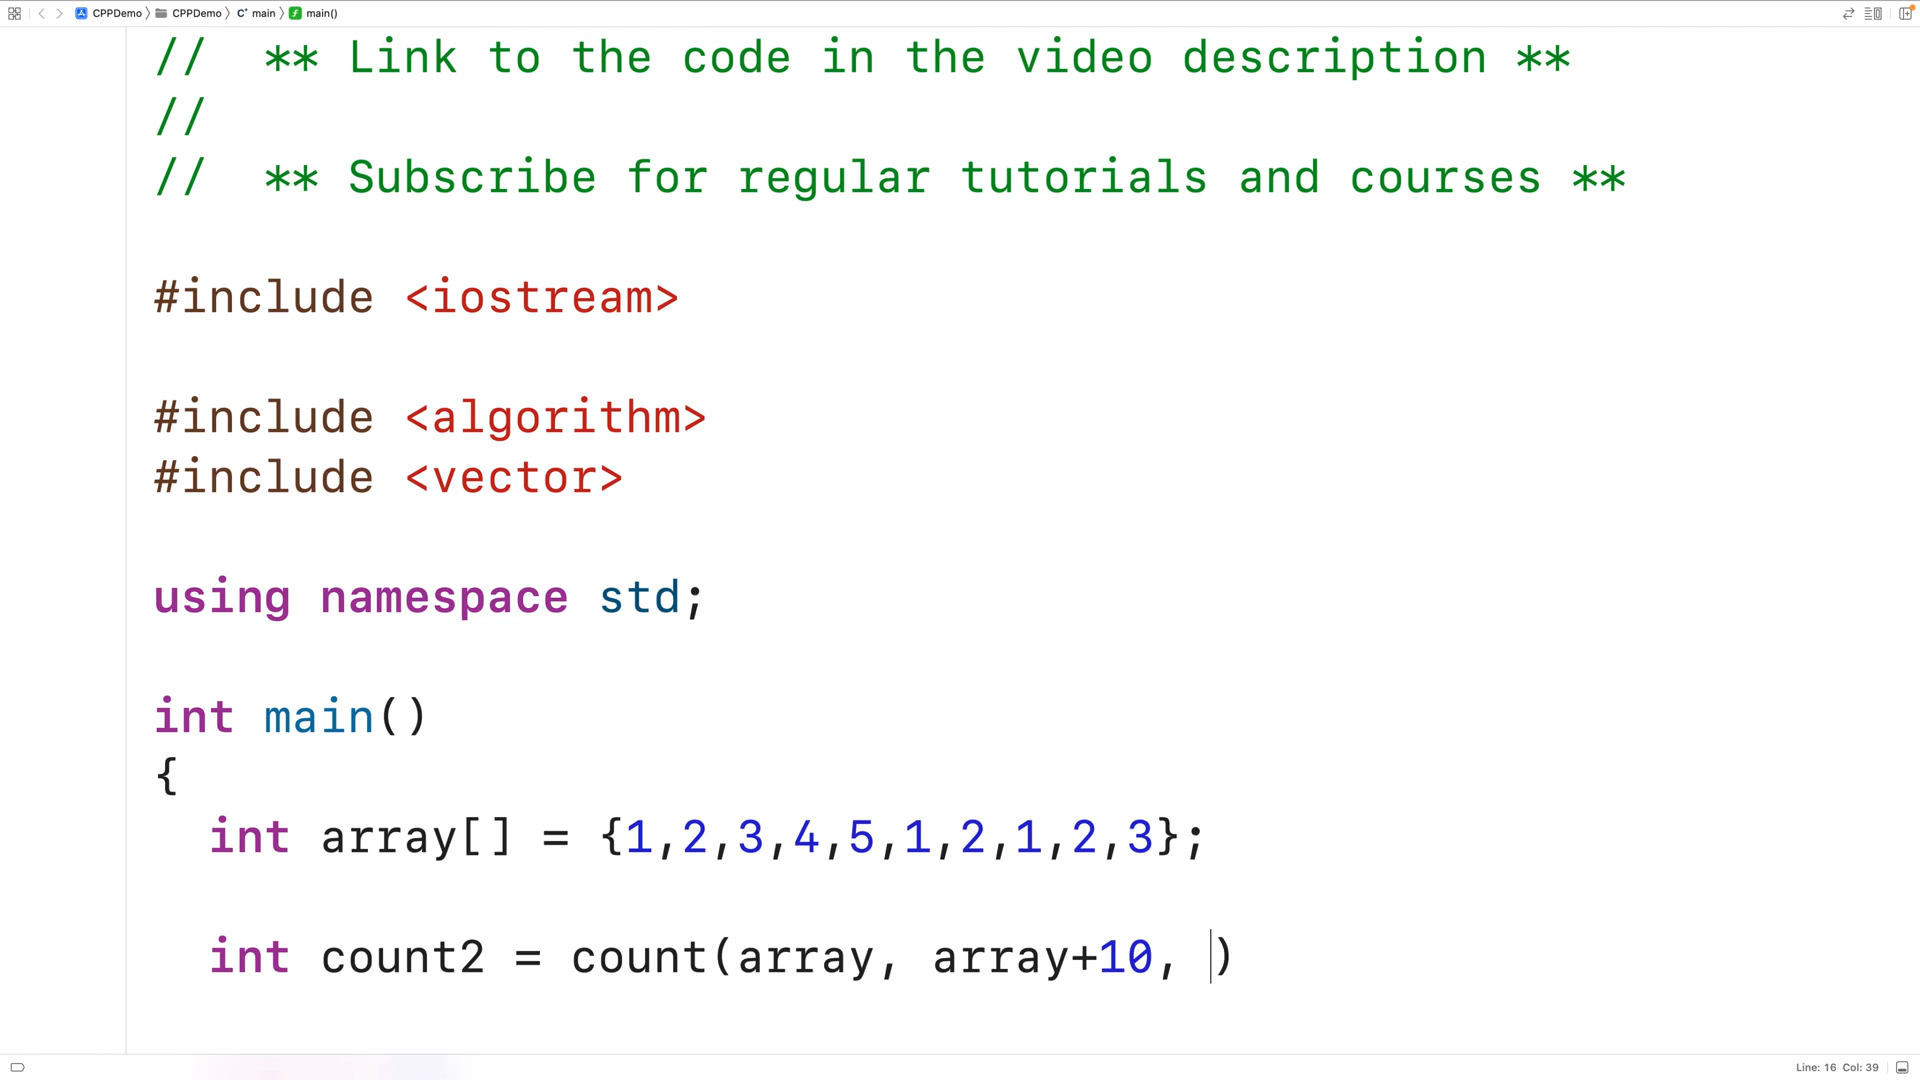 CPPDemo CPPDemo C+ main f main()
//  ** Link to the code in the video description **
//
//  ** Subscribe for regular tutorials and courses **
#include <iostream>
#include <algorithm>
#include <vector>
using namespace std;
int main()
{
  int array[] = {1,2,3,4,5,1,2,1,2,3};
  int count2 = count(array, array+10, )
Line: 16 Col: 39